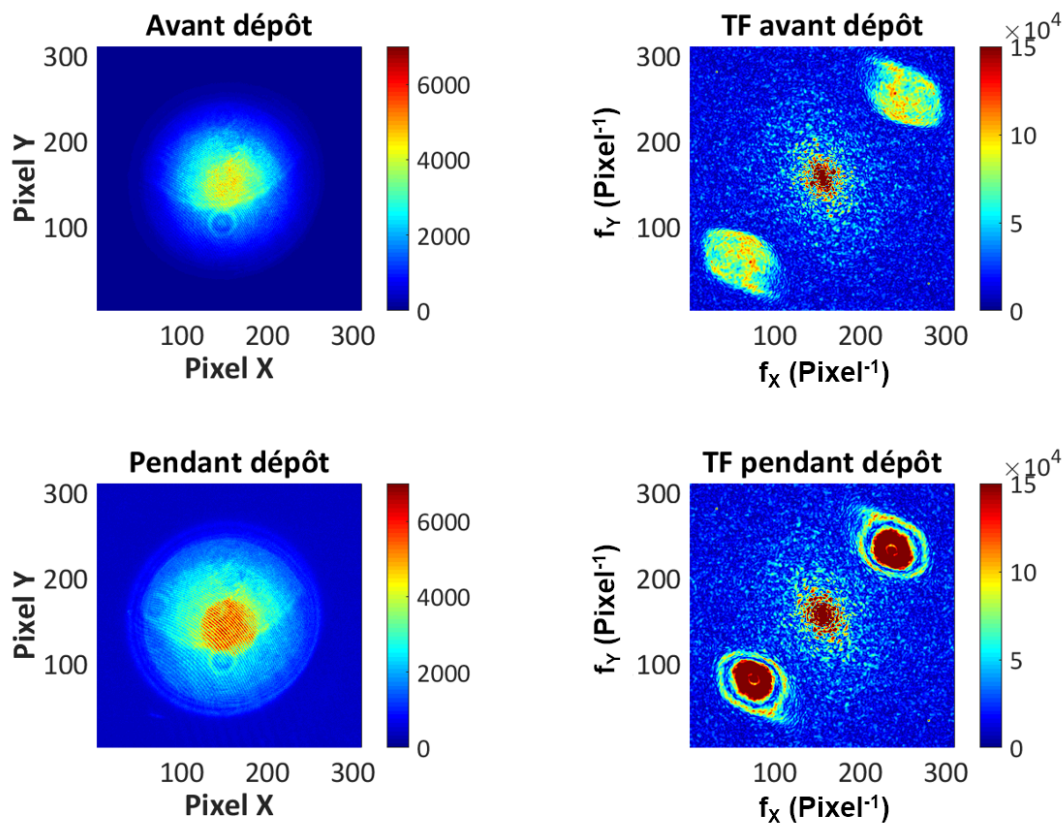 Avant dépôt
300
200
100
Pixel Y
100 200 300
Pixel X
6000
4000
2000
0
TF avant dépôt
×10⁴
300
200
100
f_Y (Pixel⁻¹)
100 200 300
f_X (Pixel⁻¹)
15
10
5
0
Pendant dépôt
300
200
100
Pixel Y
100 200 300
Pixel X
6000
4000
2000
0
TF pendant dépôt
×10⁴
300
200
100
f_Y (Pixel⁻¹)
100 200 300
f_X (Pixel⁻¹)
15
10
5
0